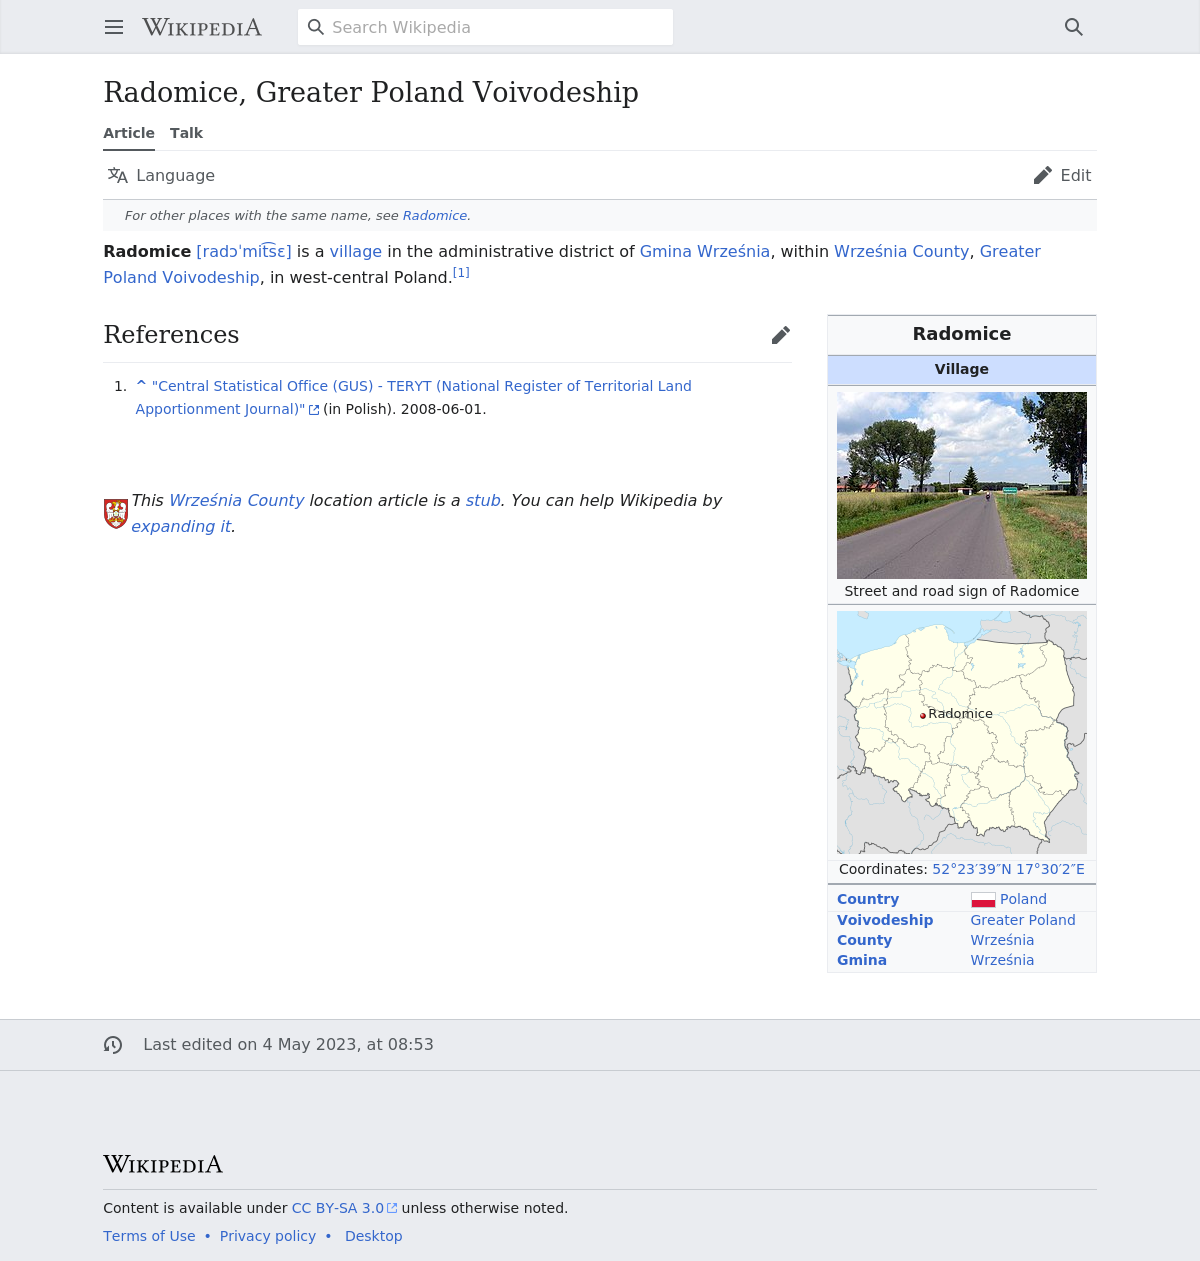 WIKIPEDIA
Search Wikipedia
Radomice, Greater Poland Voivodeship
Article Talk
Language
Edit
For other places with the same name, see Radomice.
Radomice [radɔˈmit͡sɛ] is a village in the administrative district of Gmina Września, within Września County, Greater
Poland Voivodeship, in west-central Poland.[1]
References
1. ^ "Central Statistical Office (GUS) - TERYT (National Register of Territorial Land
Apportionment Journal)" (in Polish). 2008-06-01.
This Września County location article is a stub. You can help Wikipedia by
expanding it.
Radomice
Village
Street and road sign of Radomice
Radomice
Coordinates: 52°23′39″N 17°30′2″E
Country Poland
Voivodeship Greater Poland
County Września
Gmina Września
Last edited on 4 May 2023, at 08:53
WIKIPEDIA
Content is available under CC BY-SA 3.0 unless otherwise noted.
Terms of Use • Privacy policy • Desktop